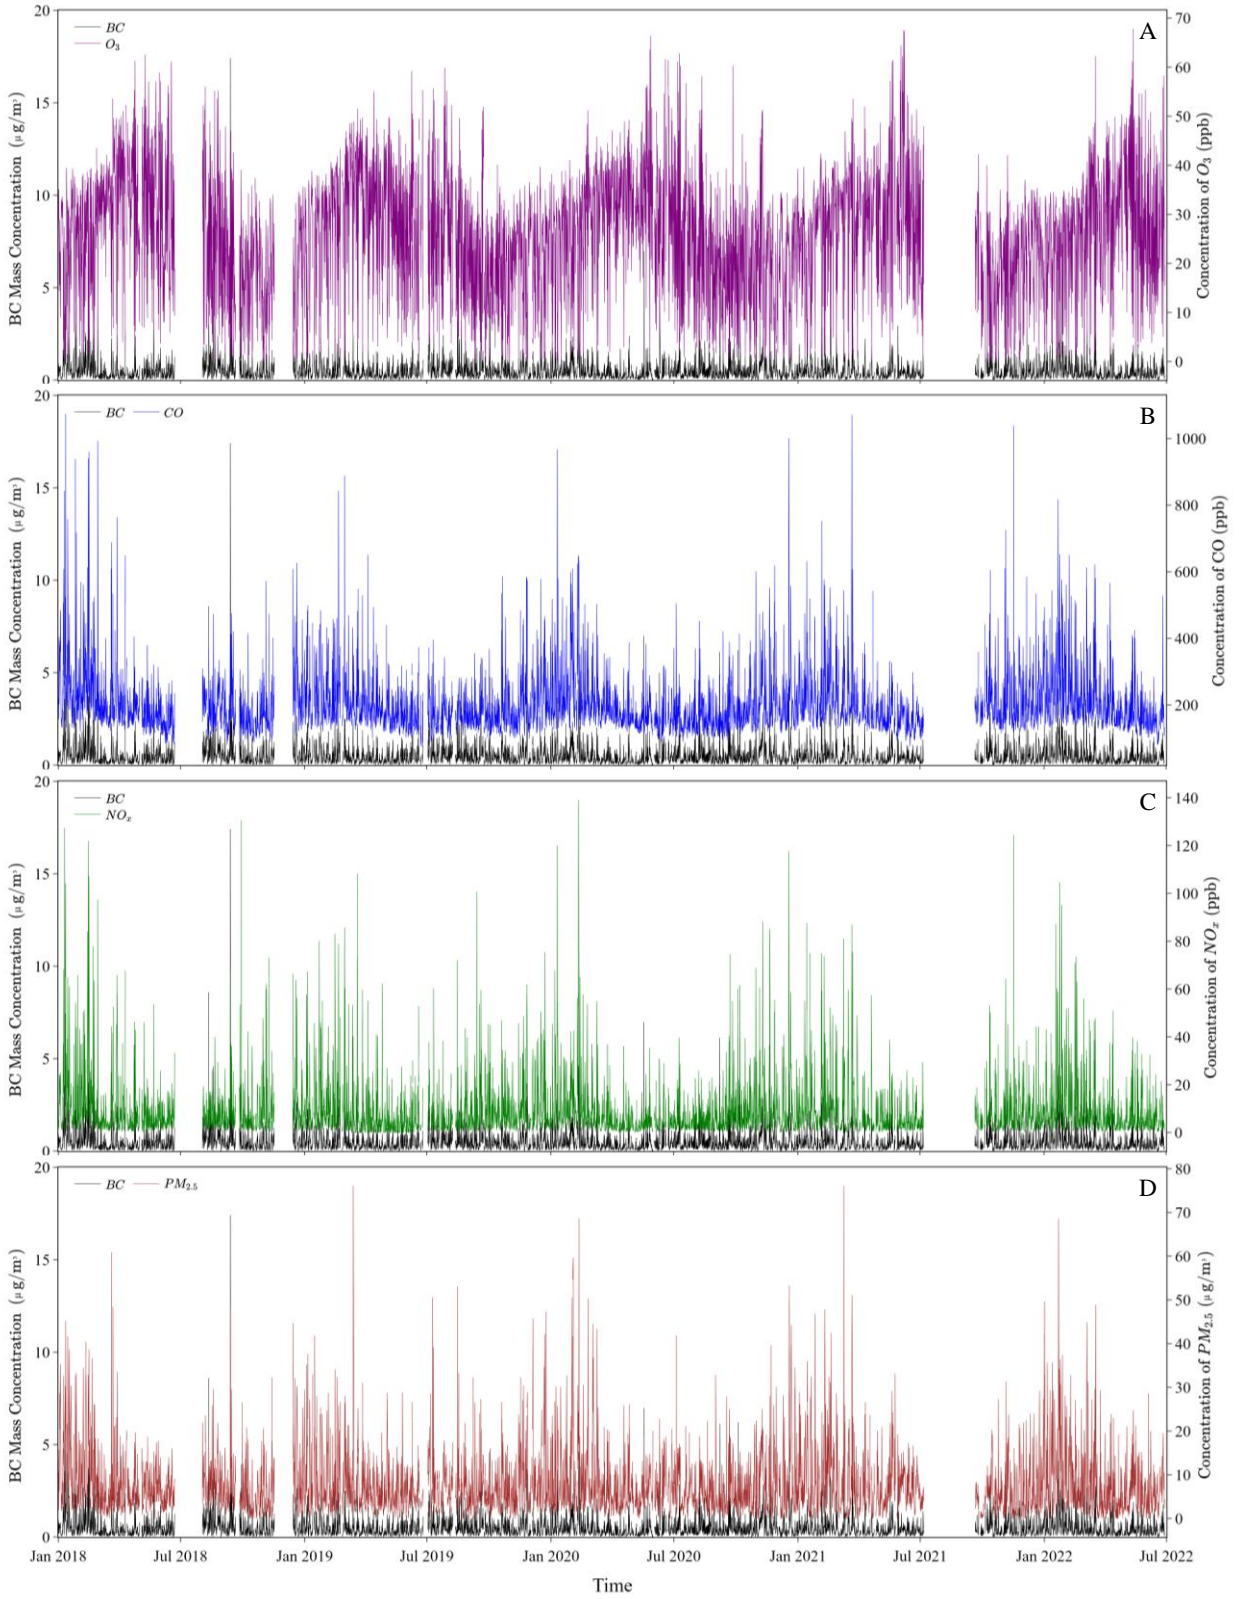 20
15
10
5
0
BC Mass Concentration (μg/m³)
BC
O₃
A
70
60
50
40
30
20
10
0
Concentration of O₃ (ppb)
20
15
10
5
0
BC Mass Concentration (μg/m³)
BC CO
B
1000
800
600
400
200
Concentration of CO (ppb)
20
15
10
5
0
BC Mass Concentration (μg/m³)
BC
NOₓ
C
140
120
100
80
60
40
20
0
Concentration of NOₓ (ppb)
20
15
10
5
0
BC Mass Concentration (μg/m³)
BC PM₂.₅
D
80
70
60
50
40
30
20
10
0
Concentration of PM₂.₅ (μg/m³)
Jan 2018 Jul 2018 Jan 2019 Jul 2019 Jan 2020 Jul 2020 Jan 2021 Jul 2021 Jan 2022 Jul 2022
Time